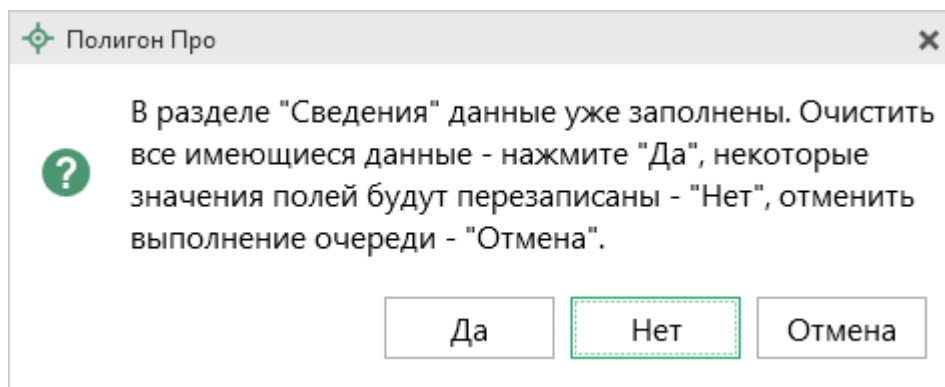 Полигон Про
В разделе "Сведения" данные уже заполнены. Очистить
все имеющиеся данные - нажмите "Да", некоторые
значения полей будут перезаписаны - "Нет", отменить
выполнение очереди - "Отмена".
Да Нет Отмена